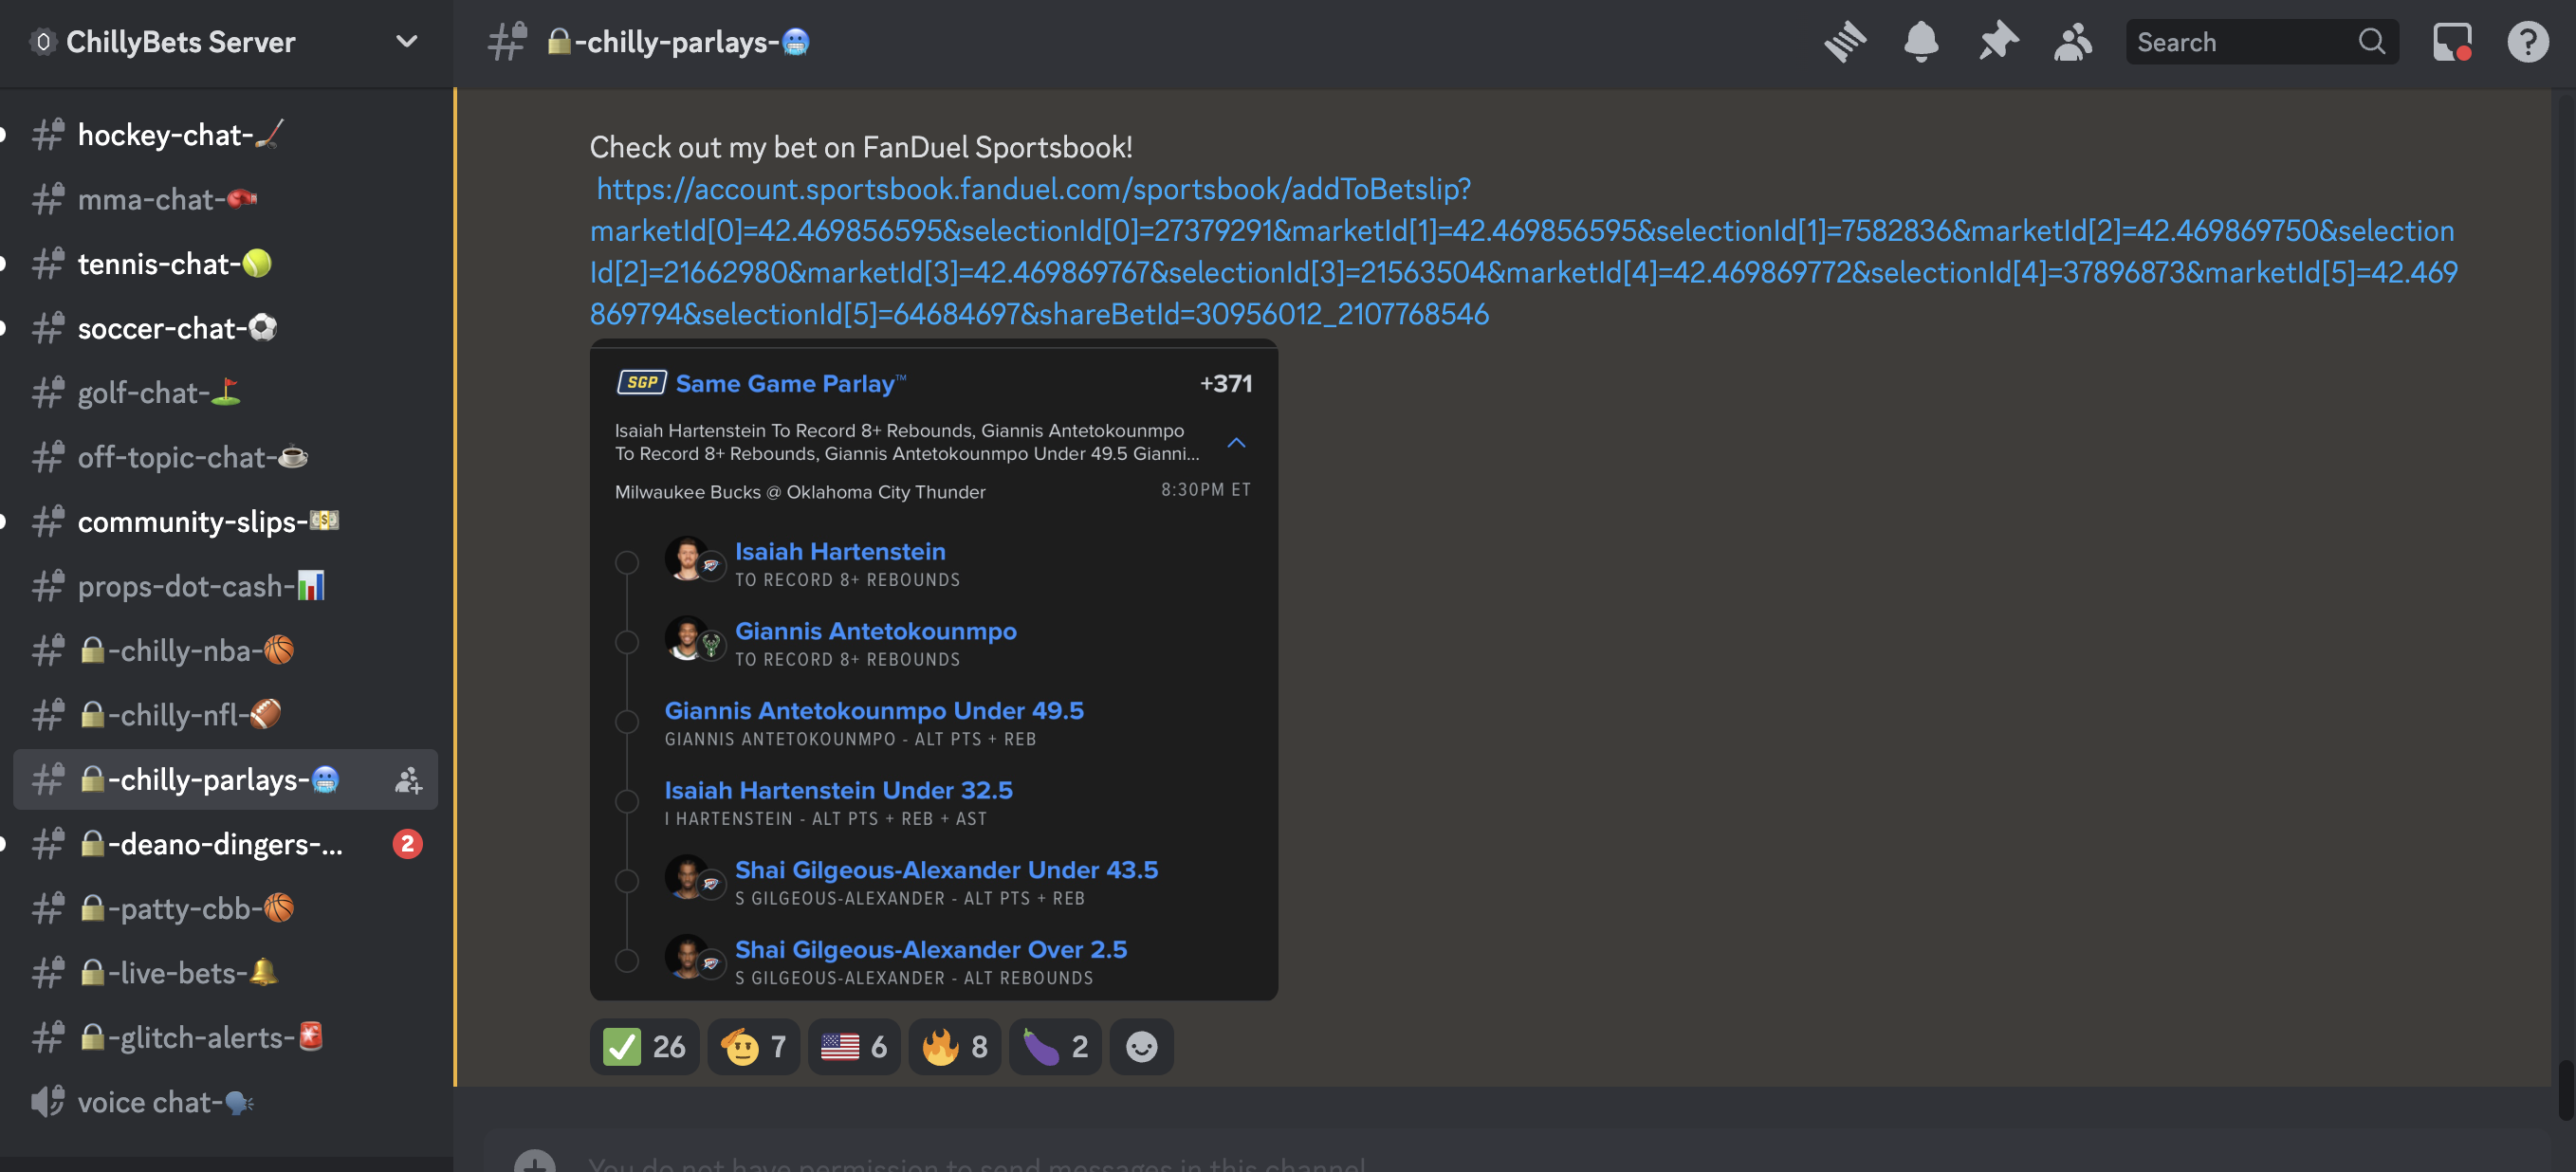 ChillyBets Server
hockey-chat-🏒
mma-chat-🥊
tennis-chat-🎾
soccer-chat-⚽
golf-chat-⛳
off-topic-chat-☕
community-slips-💵
props-dot-cash-📊
🔒-chilly-nba-🏀
🔒-chilly-nfl-🏈
🔒-chilly-parlays-🥶
🔒-deano-dingers-... 2
🔒-patty-cbb-🏀
🔒-live-bets-🔔
🔒-glitch-alerts-🚨
voice chat-🗣️
🔒-chilly-parlays-🥶
Search
Check out my bet on FanDuel Sportsbook!
https://account.sportsbook.fanduel.com/sportsbook/addToBetslip?
marketId[0]=42.469856595&selectionId[0]=27379291&marketId[1]=42.469856595&selectionId[1]=7582836&marketId[2]=42.469869750&selection
Id[2]=21662980&marketId[3]=42.469869767&selectionId[3]=21563504&marketId[4]=42.469869772&selectionId[4]=37896873&marketId[5]=42.469
869794&selectionId[5]=64684697&shareBetId=30956012_2107768546
SGP Same Game Parlay™ +371
Isaiah Hartenstein To Record 8+ Rebounds, Giannis Antetokounmpo
To Record 8+ Rebounds, Giannis Antetokounmpo Under 49.5 Gianni...
Milwaukee Bucks @ Oklahoma City Thunder 8:30PM ET
Isaiah Hartenstein
TO RECORD 8+ REBOUNDS
Giannis Antetokounmpo
TO RECORD 8+ REBOUNDS
Giannis Antetokounmpo Under 49.5
GIANNIS ANTETOKOUNMPO - ALT PTS + REB
Isaiah Hartenstein Under 32.5
I HARTENSTEIN - ALT PTS + REB + AST
Shai Gilgeous-Alexander Under 43.5
S GILGEOUS-ALEXANDER - ALT PTS + REB
Shai Gilgeous-Alexander Over 2.5
S GILGEOUS-ALEXANDER - ALT REBOUNDS
✅ 26 🫡 7 🇺🇸 6 🔥 8 🍆 2
You do not have permission to send messages in this channel.